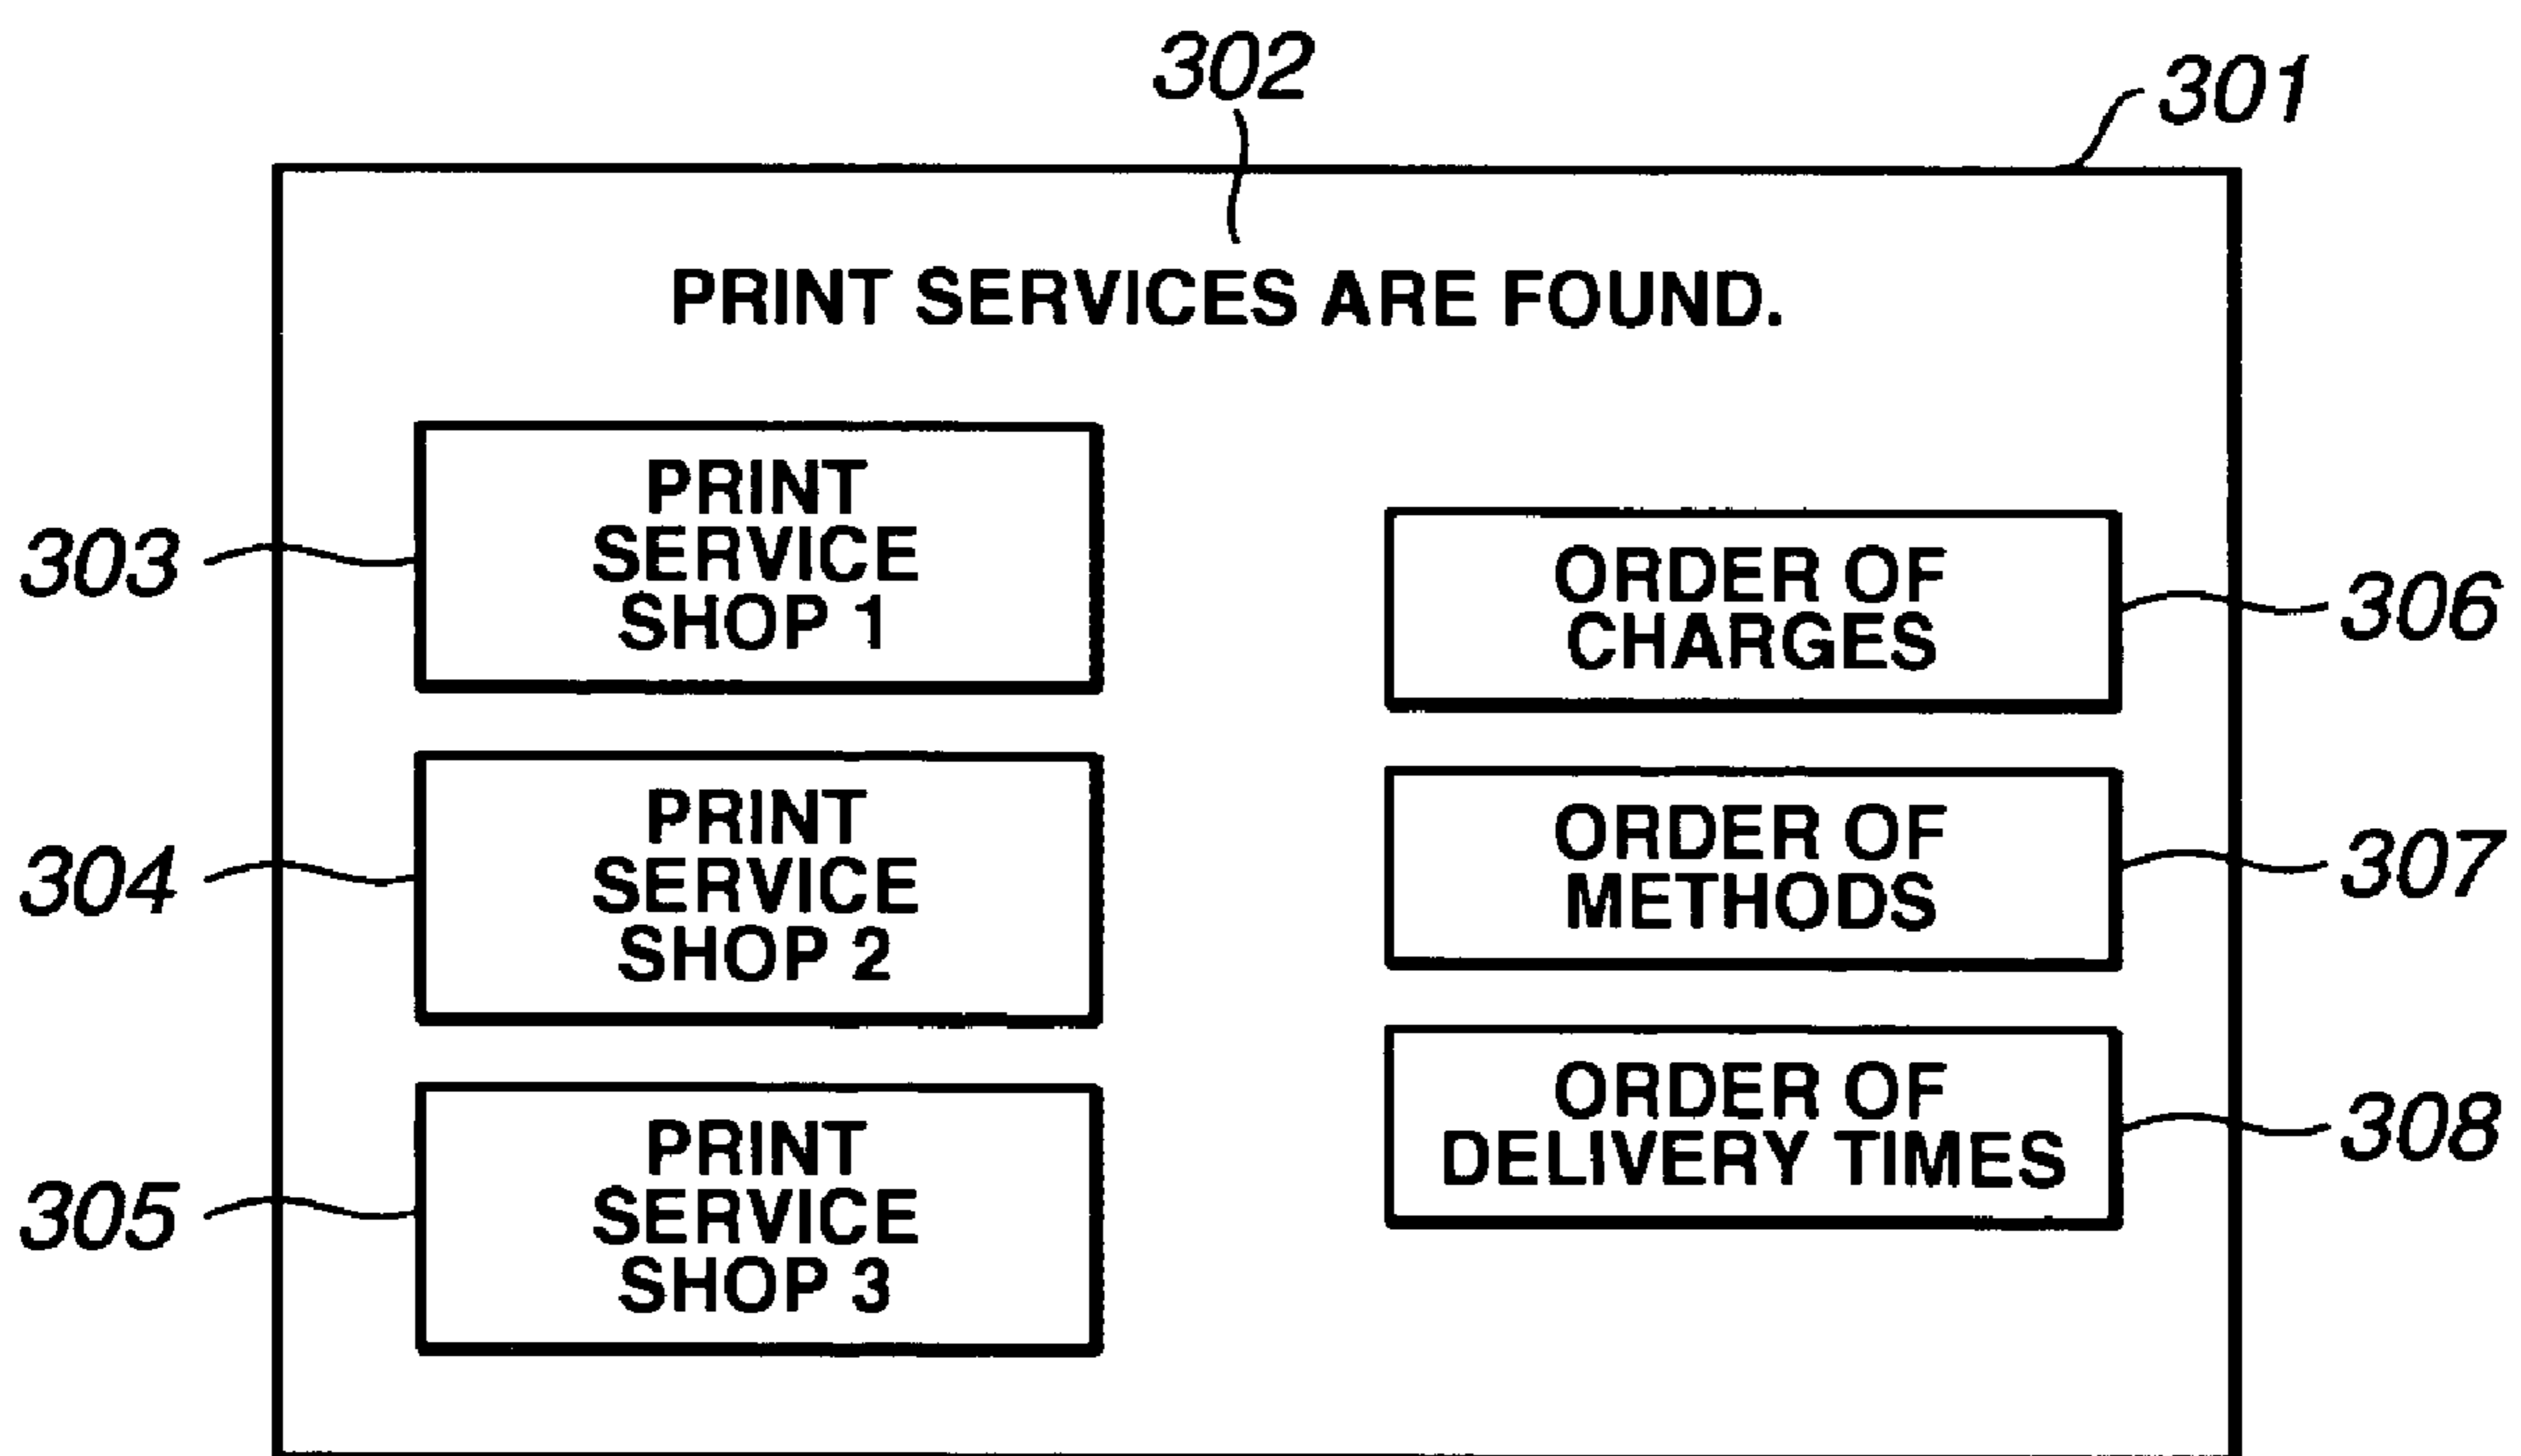 302
301
PRINT SERVICES ARE FOUND.
303
PRINT
SERVICE
SHOP 1
304
PRINT
SERVICE
SHOP 2
305
PRINT
SERVICE
SHOP 3
ORDER OF
CHARGES
306
ORDER OF
METHODS
307
ORDER OF
DELIVERY TIMES
308